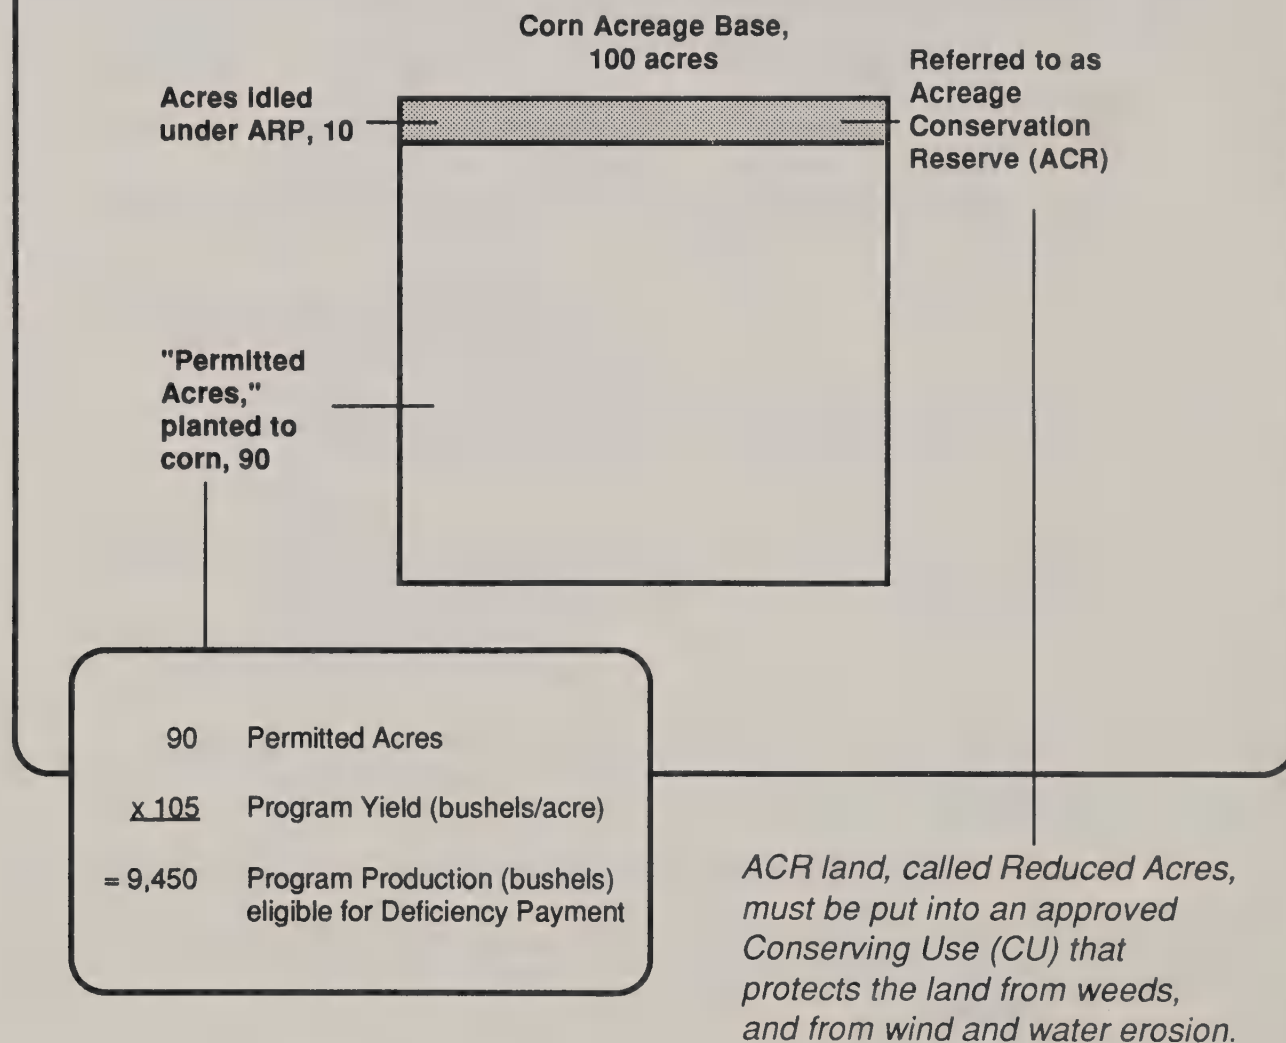 Corn Acreage Base,
100 acres
Acres idled
under ARP, 10
Referred to as
Acreage
Conservation
Reserve (ACR)
"Permitted
Acres,"
planted to
corn, 90
90 Permitted Acres
x 105 Program Yield (bushels/acre)
= 9,450 Program Production (bushels)
eligible for Deficiency Payment
ACR land, called Reduced Acres,
must be put into an approved
Conserving Use (CU) that
protects the land from weeds,
and from wind and water erosion.